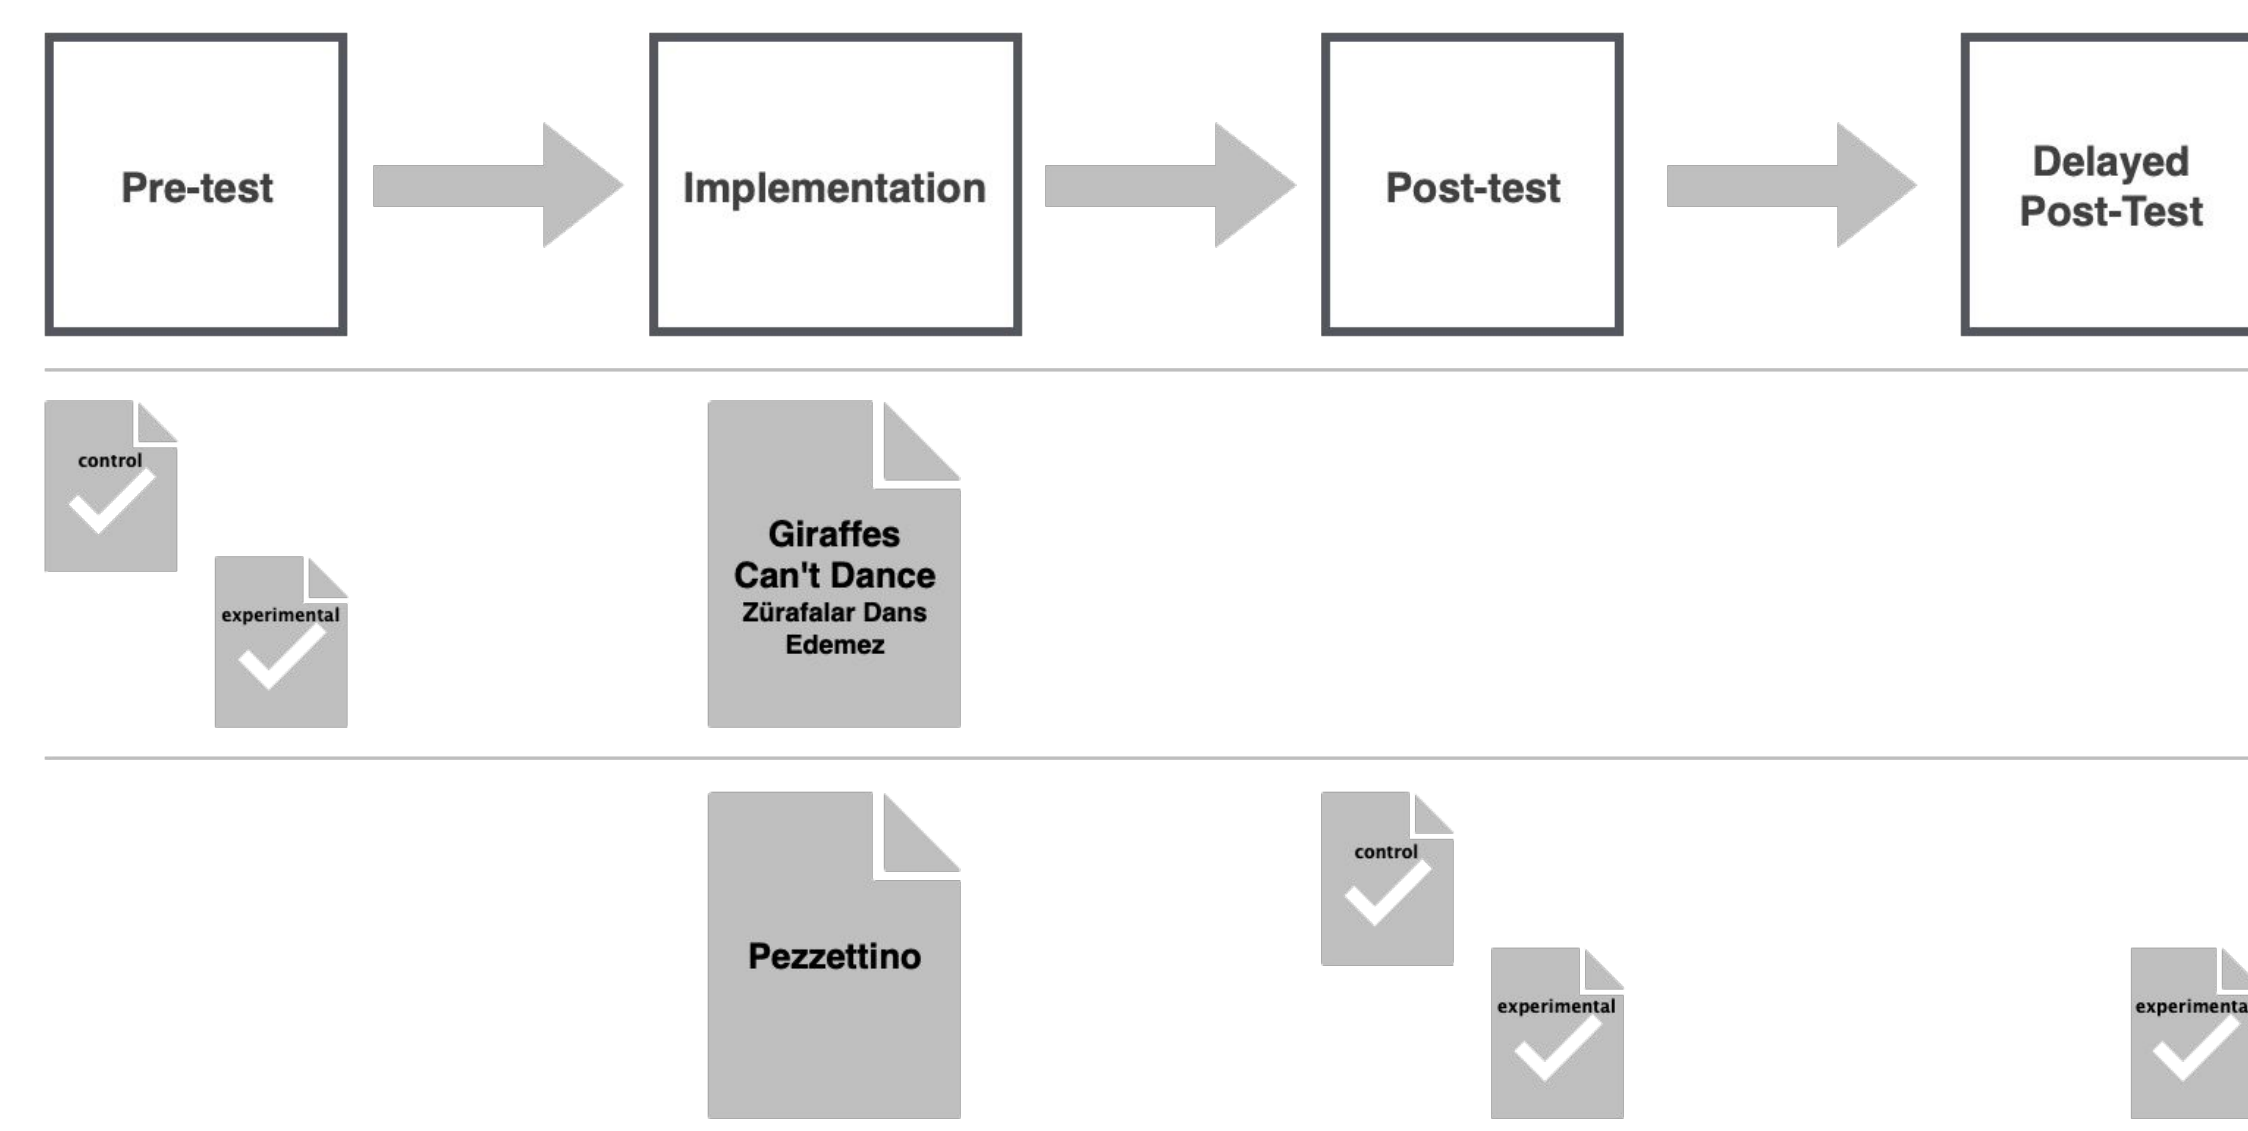 Pre-test
Implementation
Post-test
Delayed
Post-Test
control
experimental
Giraffes
Can't Dance
Zürafalar Dans
Edemez
Pezzettino
control
experimental
experimenta